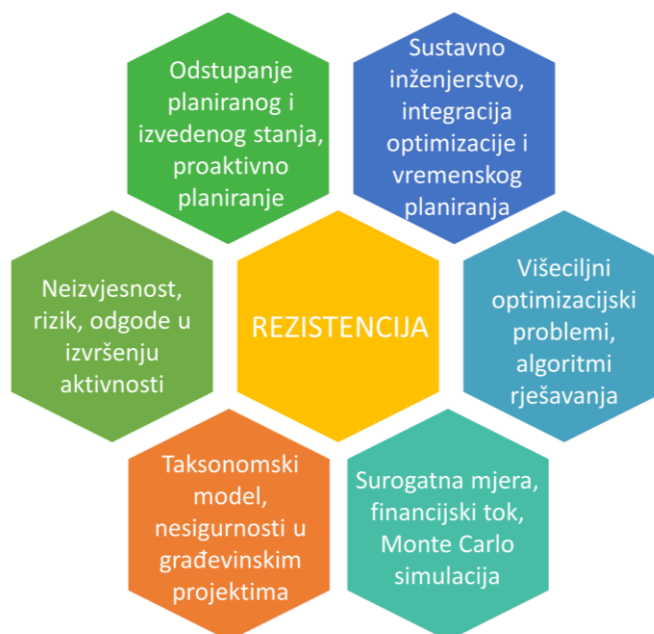 Odstupanje
planiranog i
izvedenog stanja,
proaktivno
planiranje
Sustavno
inženjerstvo,
integracija
optimizacije i
vremenskog
planiranja
Neizvjesnost,
rizik, odgode u
izvršenju
aktivnosti
REZISTENCIJA
Višeciljni
optimizacijski
problemi,
algoritmi
rješavanja
Taksonomski
model,
nesigurnosti u
građevinskim
projektima
Surogatna mjera,
financijski tok,
Monte Carlo
simulacija